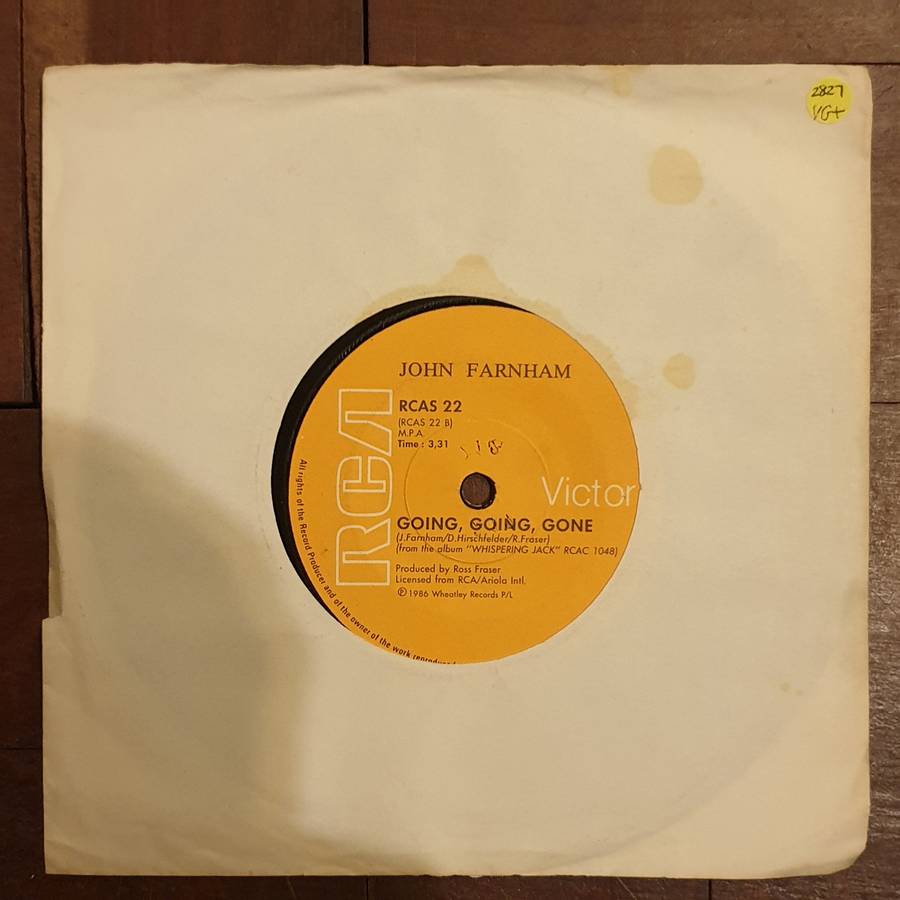 2827
VG+
JOHN FARNHAM
RCAS 22
(RCAS 22 B)
M.P.A.
Time : 3,31
RCA
Victor
GOING, GOING, GONE
(J.Farnham/D.Hirschfelder/R.Fraser)
(from the album "WHISPERING JACK" RCAC 1048)
Produced by Ross Fraser
Licensed from RCA/Ariola Intl.
℗ 1986 Wheatley Records P/L
All rights of the Record Producer and of the owner of the work